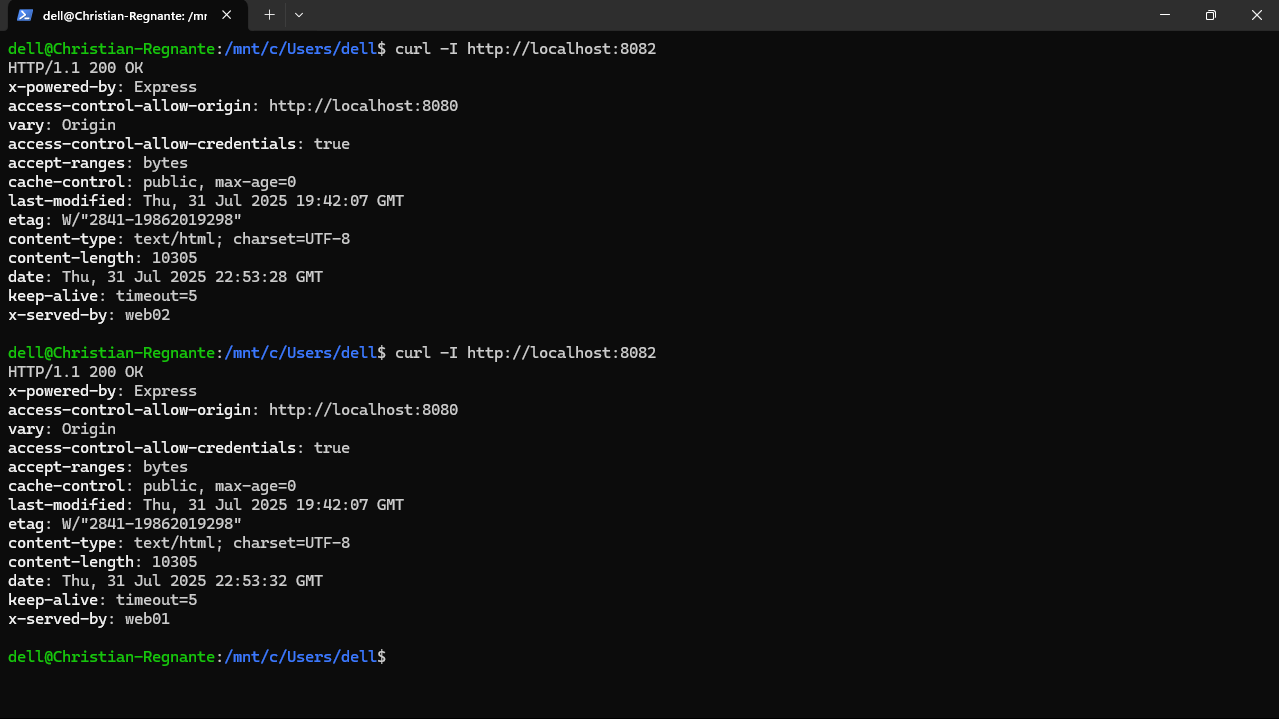 dell@Christian-Regnante: /mr
dell@Christian-Regnante:/mnt/c/Users/dell$ curl -I http://localhost:8082
HTTP/1.1 200 OK
x-powered-by: Express
access-control-allow-origin: http://localhost:8080
vary: Origin
access-control-allow-credentials: true
accept-ranges: bytes
cache-control: public, max-age=0
last-modified: Thu, 31 Jul 2025 19:42:07 GMT
etag: W/"2841-19862019298"
content-type: text/html; charset=UTF-8
content-length: 10305
date: Thu, 31 Jul 2025 22:53:28 GMT
keep-alive: timeout=5
x-served-by: web02

dell@Christian-Regnante:/mnt/c/Users/dell$ curl -I http://localhost:8082
HTTP/1.1 200 OK
x-powered-by: Express
access-control-allow-origin: http://localhost:8080
vary: Origin
access-control-allow-credentials: true
accept-ranges: bytes
cache-control: public, max-age=0
last-modified: Thu, 31 Jul 2025 19:42:07 GMT
etag: W/"2841-19862019298"
content-type: text/html; charset=UTF-8
content-length: 10305
date: Thu, 31 Jul 2025 22:53:32 GMT
keep-alive: timeout=5
x-served-by: web01

dell@Christian-Regnante:/mnt/c/Users/dell$